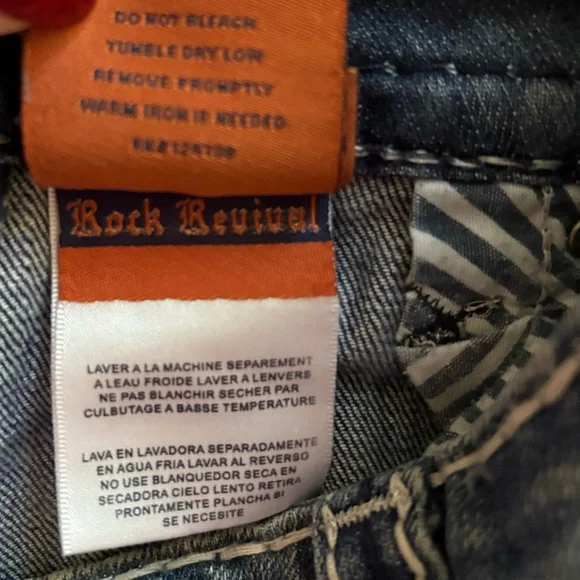 DO NOT BLEACH
TUMBLE DRY LOW
REMOVE PROMPTLY
WARM IRON IF NEEDED
Rock Revival
LAVER A LA MACHINE SEPAREMENT
A LEAU FROIDE LAVER A LENVERS
NE PAS BLANCHIR SECHER PAR
CULBUTAGE A BASSE TEMPERATURE
LAVA EN LAVADORA SEPARADAMENTE
EN AGUA FRIA LAVAR AL REVERSO
NO USE BLANQUEDOR SECA EN
SECADORA CIELO LENTO RETIRA
PRONTAMENTE PLANCHA SI
SE NECESITE